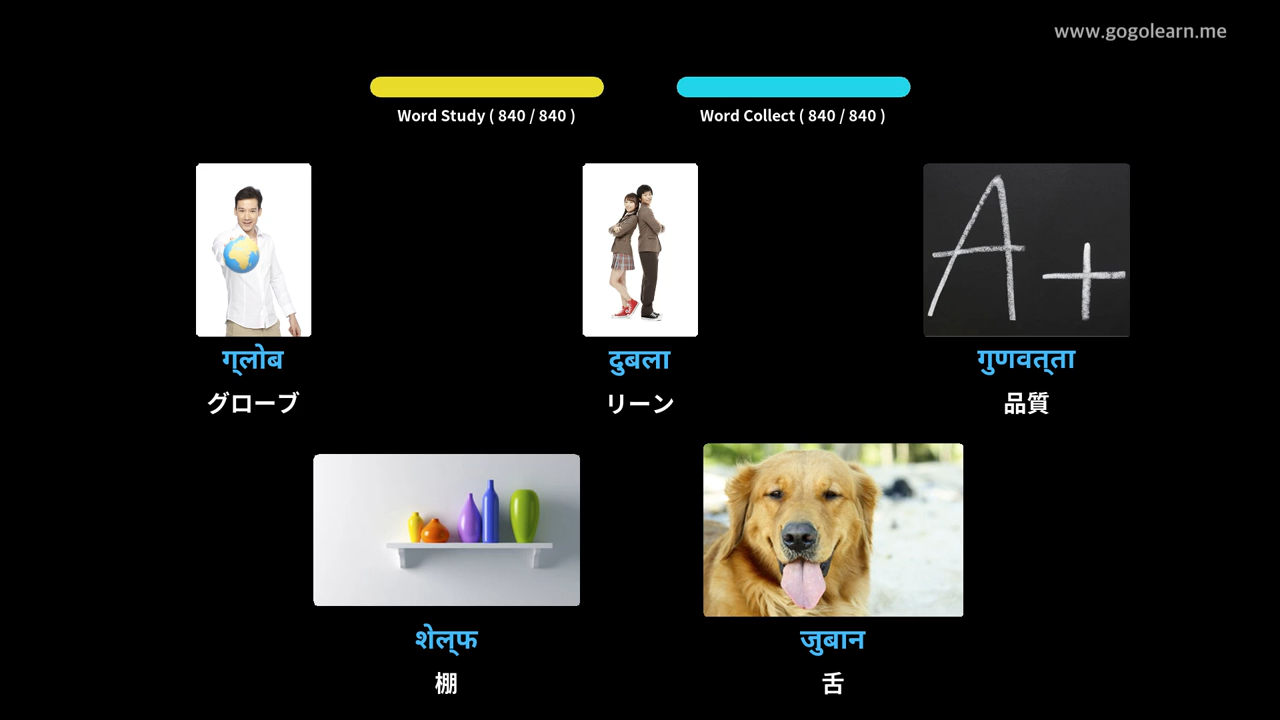 www.gogolearn.me
Word Study ( 840 / 840 )
Word Collect ( 840 / 840 )
A+
ग्लोब
दुबला
गुणवत्ता
グローブ
リーン
品質
शेल्फ
जुबान
棚
舌